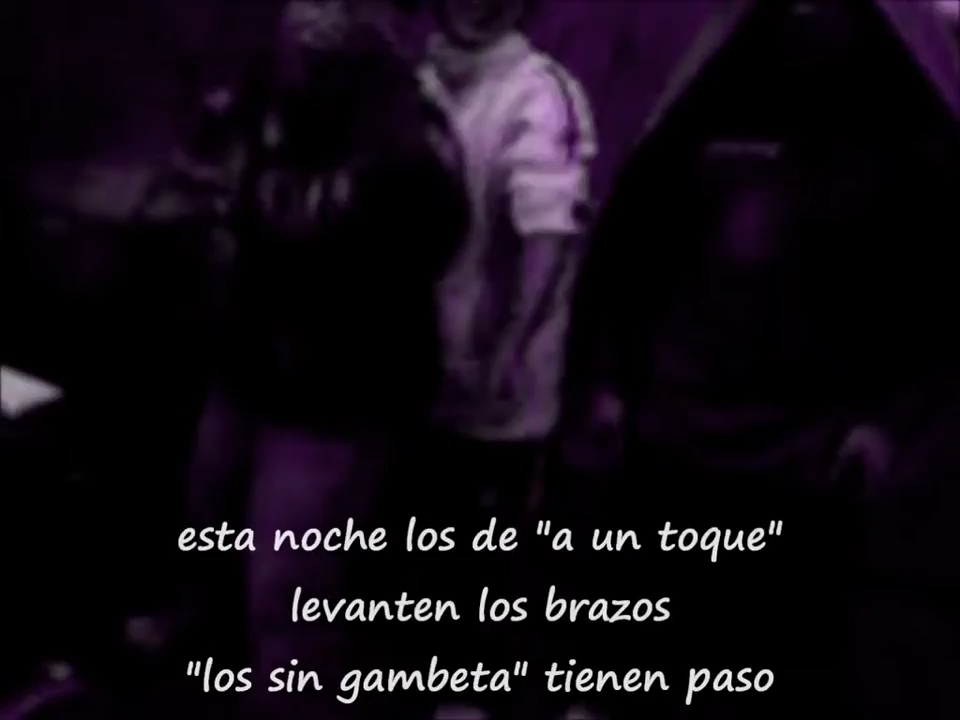 esta noche los de "a un toque"
levanten los brazos
"los sin gambeta" tienen paso